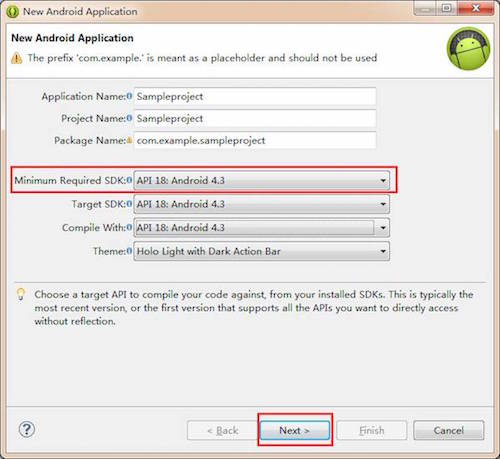 New Android Application
New Android Application
The prefix 'com.example.' is meant as a placeholder and should not be used
Application Name: Sampleproject
Project Name: Sampleproject
Package Name: com.example.sampleproject
Minimum Required SDK: API 18: Android 4.3
Target SDK: API 18: Android 4.3
Compile With: API 18: Android 4.3
Theme: Holo Light with Dark Action Bar
Choose a target API to compile your code against, from your installed SDKs. This is typically the
most recent version, or the first version that supports all the APIs you want to directly access
without reflection.
? < Back Next > Finish Cancel